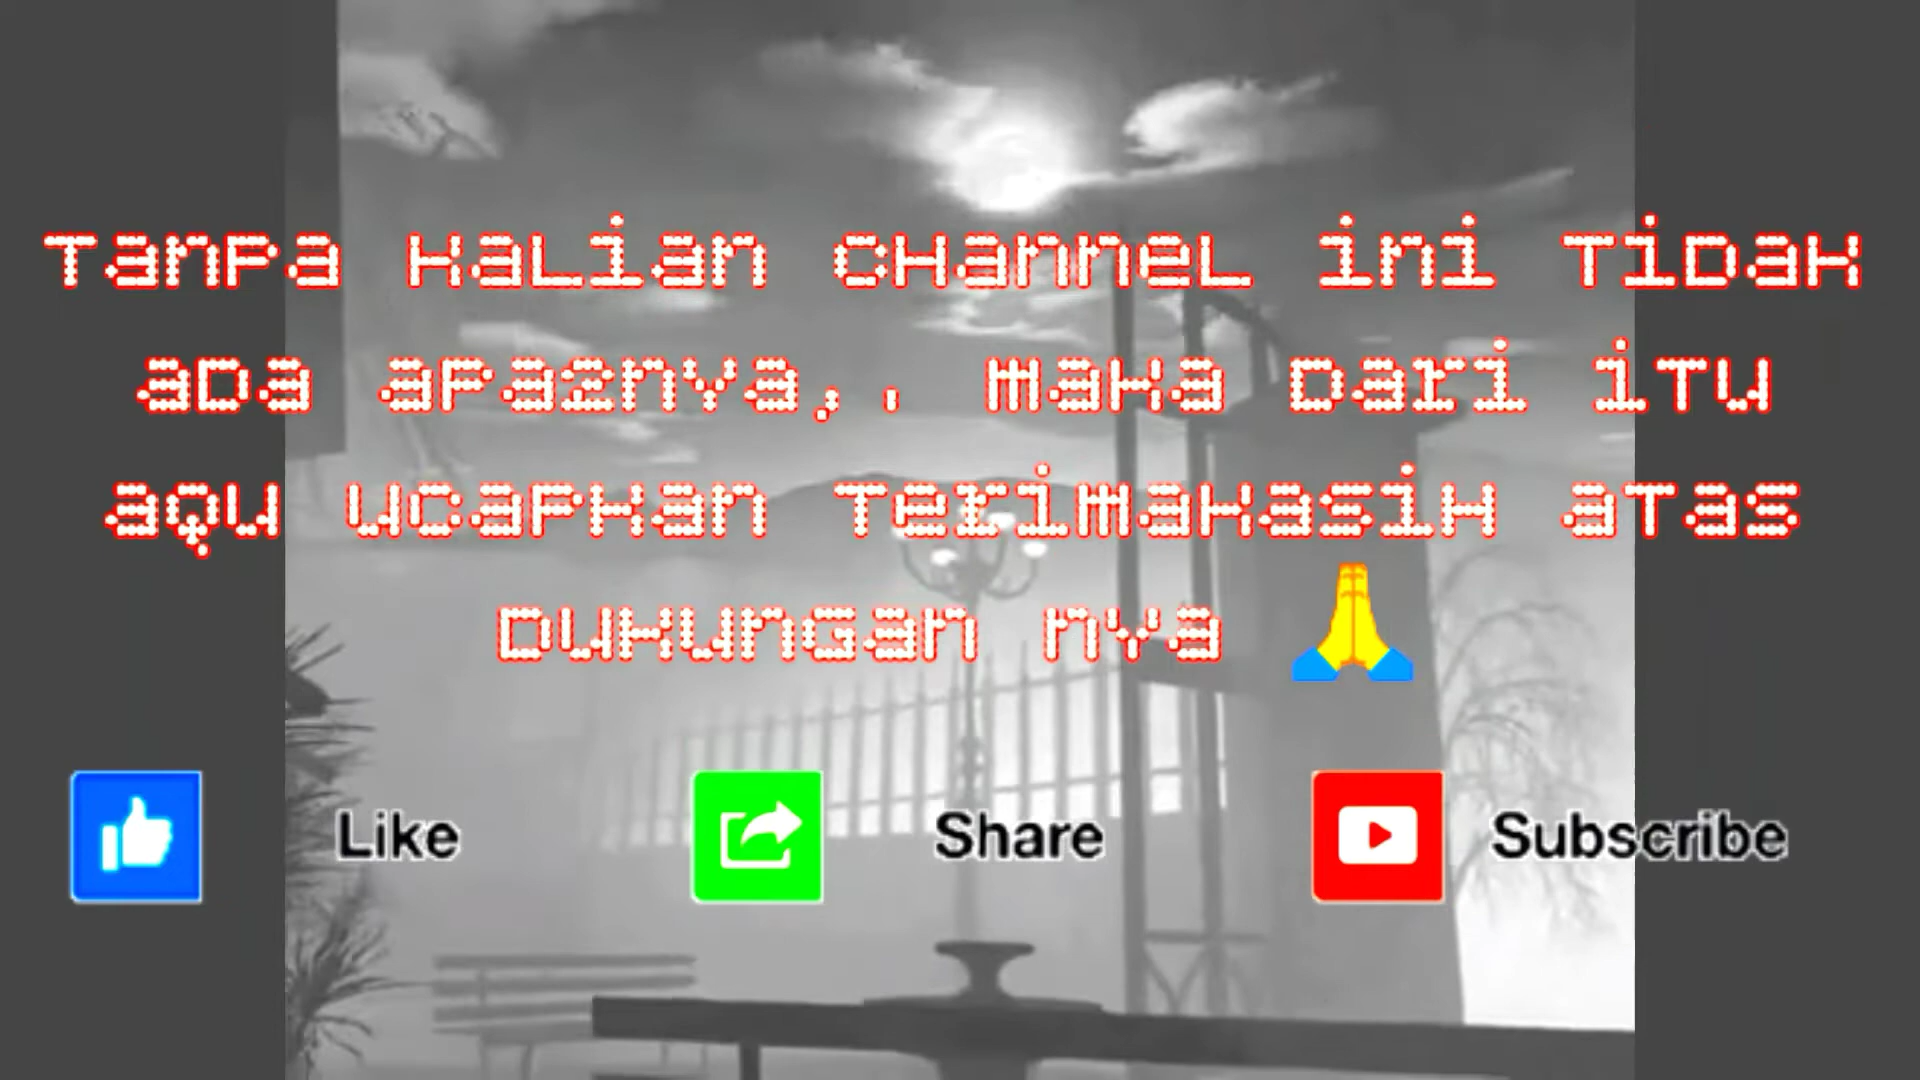 Tanpa kalian channel ini tidak
ada apa2nya,, maka dari itu
aqu ucapkan terimakasih atas
dukungan nya 🙏
Like Share Subscribe